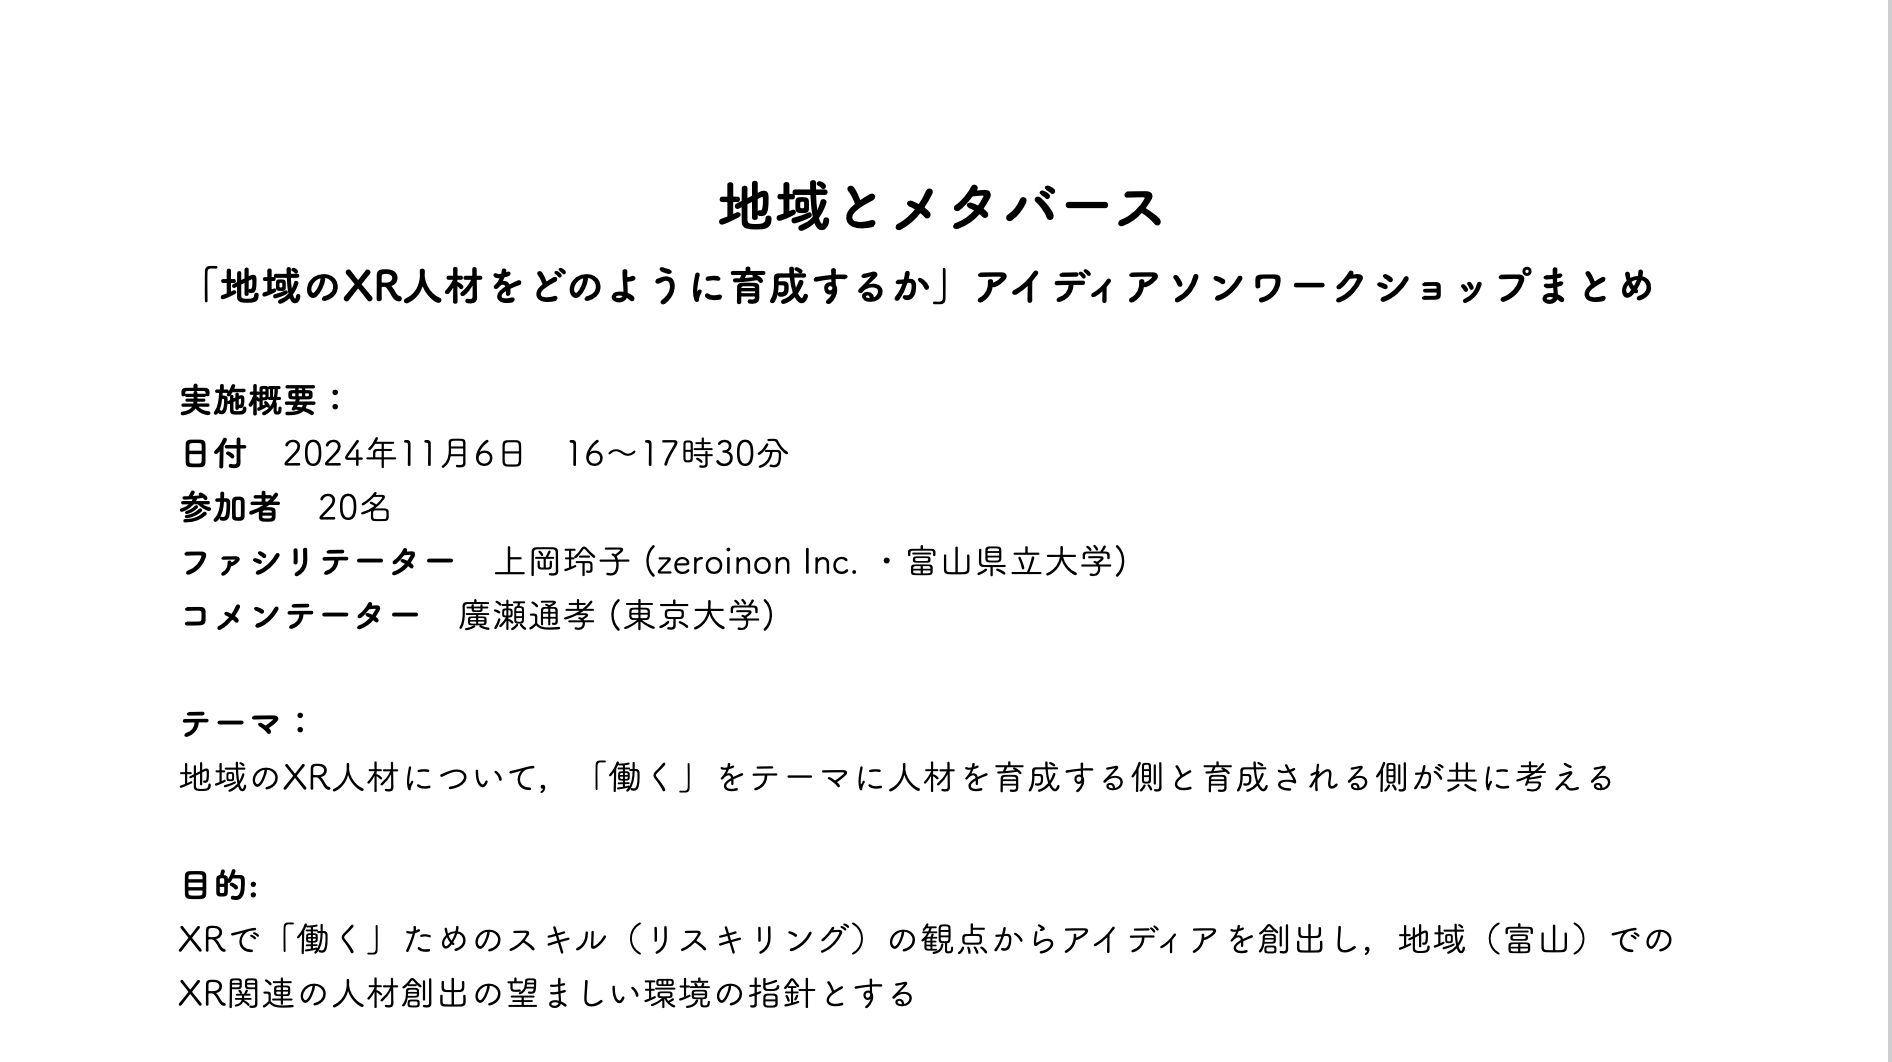 地域とメタバース
「地域のXR人材をどのように育成するか」アイディアソンワークショップまとめ
実施概要：
日付　2024年11月6日　16〜17時30分
参加者　20名
ファシリテーター　上岡玲子 (zeroinon Inc. ・富山県立大学)
コメンテーター　廣瀬通孝 (東京大学)
テーマ：
地域のXR人材について，「働く」をテーマに人材を育成する側と育成される側が共に考える
目的:
XRで「働く」ためのスキル（リスキリング）の観点からアイディアを創出し，地域（富山）での
XR関連の人材創出の望ましい環境の指針とする